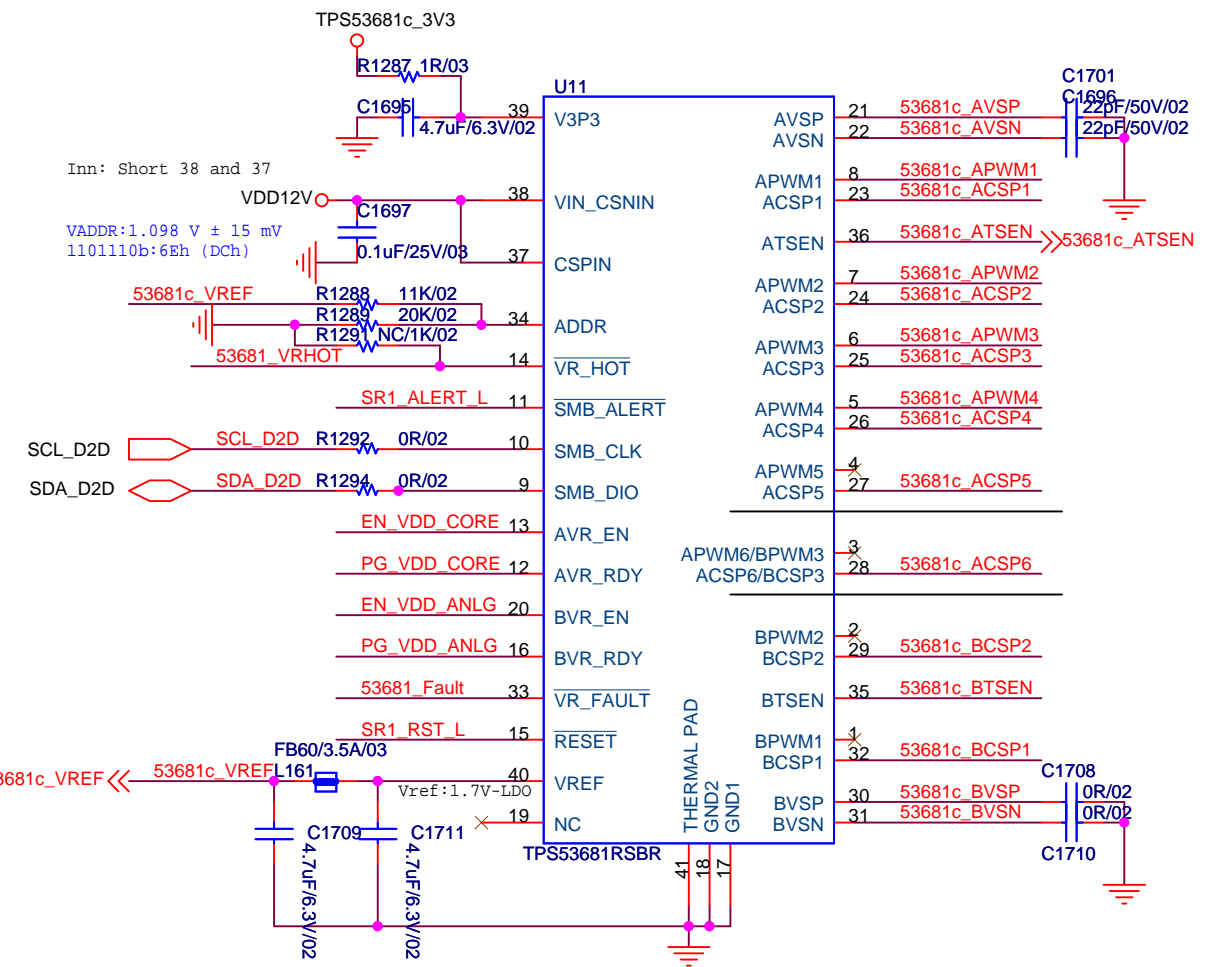 TPS53681c_3V3
R1287 1R/03
C1695
4.7uF/6.3V/02
Inn: Short 38 and 37
VDD12V
C1697
0.1uF/25V/03
VADDR:1.098 V ± 15 mV
1101110b:6Eh (DCh)
53681c_VREF
R1288 11K/02
R1289 20K/02
R1291 NC/1K/02
53681_VRHOT
SR1_ALERT_L
SCL_D2D
SCL_D2D
R1292 0R/02
SDA_D2D
SDA_D2D
R1294 0R/02
EN_VDD_CORE
PG_VDD_CORE
EN_VDD_ANLG
PG_VDD_ANLG
53681_Fault
SR1_RST_L
FB60/3.5A/03
3681c_VREF
53681c_VREF
L161
Vref:1.7V-LDO
C1709
4.7uF/6.3V/02
C1711
4.7uF/6.3V/02
U11
39 V3P3
38 VIN_CSNIN
37 CSPIN
34 ADDR
14 VR_HOT
11 SMB_ALERT
10 SMB_CLK
9 SMB_DIO
13 AVR_EN
12 AVR_RDY
20 BVR_EN
16 BVR_RDY
33 VR_FAULT
15 RESET
40 VREF
19 NC
TPS53681RSBR
THERMAL PAD
GND2
GND1
41
18
17
AVSP 21 53681c_AVSP
AVSN 22 53681c_AVSN
APWM1 8 53681c_APWM1
ACSP1 23 53681c_ACSP1
ATSEN 36 53681c_ATSEN
53681c_ATSEN
APWM2 7 53681c_APWM2
ACSP2 24 53681c_ACSP2
APWM3 6 53681c_APWM3
ACSP3 25 53681c_ACSP3
APWM4 5 53681c_APWM4
ACSP4 26 53681c_ACSP4
APWM5 4
ACSP5 27 53681c_ACSP5
APWM6/BPWM3 3
ACSP6/BCSP3 28 53681c_ACSP6
BPWM2 2
BCSP2 29 53681c_BCSP2
BTSEN 35 53681c_BTSEN
BPWM1 1
BCSP1 32 53681c_BCSP1
BVSP 30 53681c_BVSP
BVSN 31 53681c_BVSN
C1701
C1696
22pF/50V/02
22pF/50V/02
C1708
0R/02
0R/02
C1710